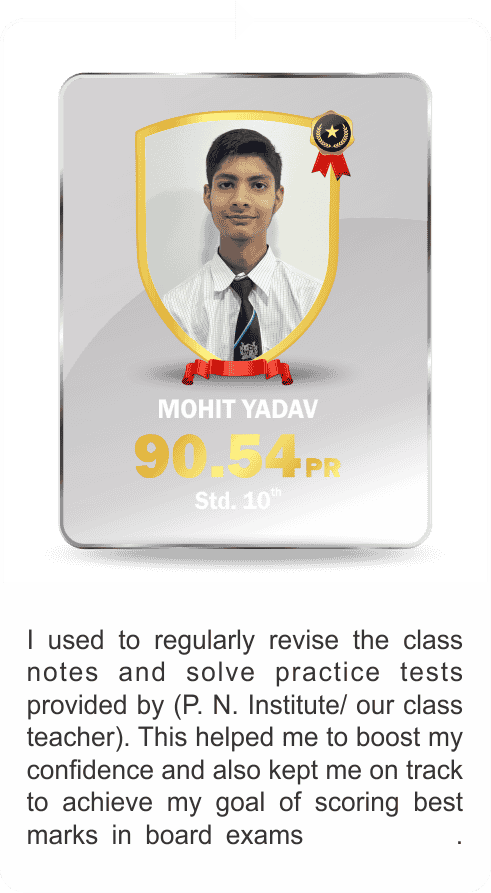 MOHIT YADAV
90.54PR
Std. 10th
I used to regularly revise the class
notes and solve practice tests
provided by (P. N. Institute/ our class
teacher). This helped me to boost my
confidence and also kept me on track
to achieve my goal of scoring best
marks in board exams .